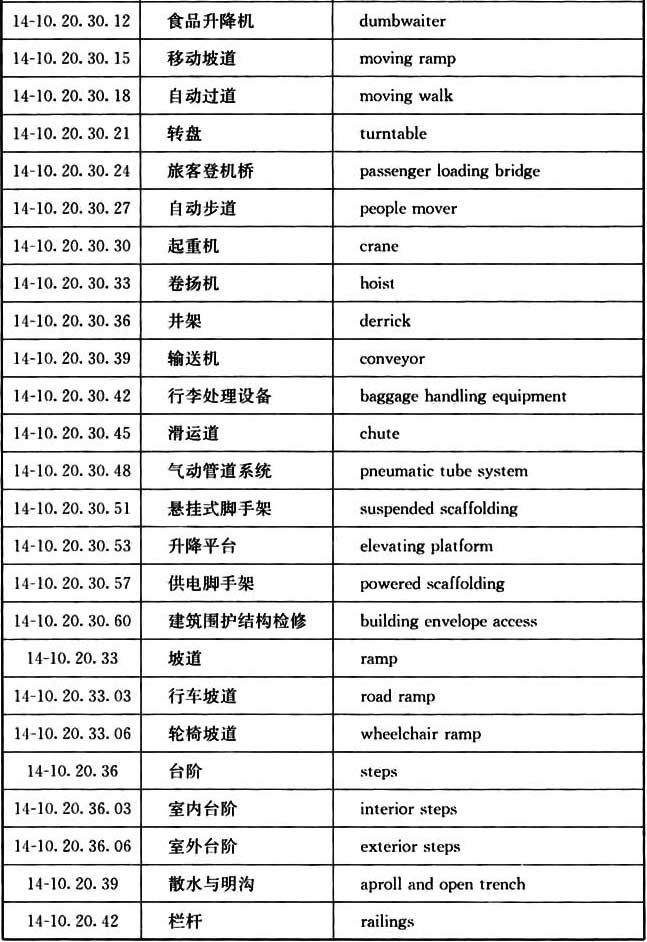 14-10.20.30.12 食品升降机 dumbwaiter
14-10.20.30.15 移动坡道 moving ramp
14-10.20.30.18 自动过道 moving walk
14-10.20.30.21 转盘 turntable
14-10.20.30.24 旅客登机桥 passenger loading bridge
14-10.20.30.27 自动步道 people mover
14-10.20.30.30 起重机 crane
14-10.20.30.33 卷扬机 hoist
14-10.20.30.36 井架 derrick
14-10.20.30.39 输送机 conveyor
14-10.20.30.42 行李处理设备 baggage handling equipment
14-10.20.30.45 滑运道 chute
14-10.20.30.48 气动管道系统 pneumatic tube system
14-10.20.30.51 悬挂式脚手架 suspended scaffolding
14-10.20.30.53 升降平台 elevating platform
14-10.20.30.57 供电脚手架 powered scaffolding
14-10.20.30.60 建筑围护结构检修 building envelope access
14-10.20.33 坡道 ramp
14-10.20.33.03 行车坡道 road ramp
14-10.20.33.06 轮椅坡道 wheelchair ramp
14-10.20.36 台阶 steps
14-10.20.36.03 室内台阶 interior steps
14-10.20.36.06 室外台阶 exterior steps
14-10.20.39 散水与明沟 aproll and open trench
14-10.20.42 栏杆 railings